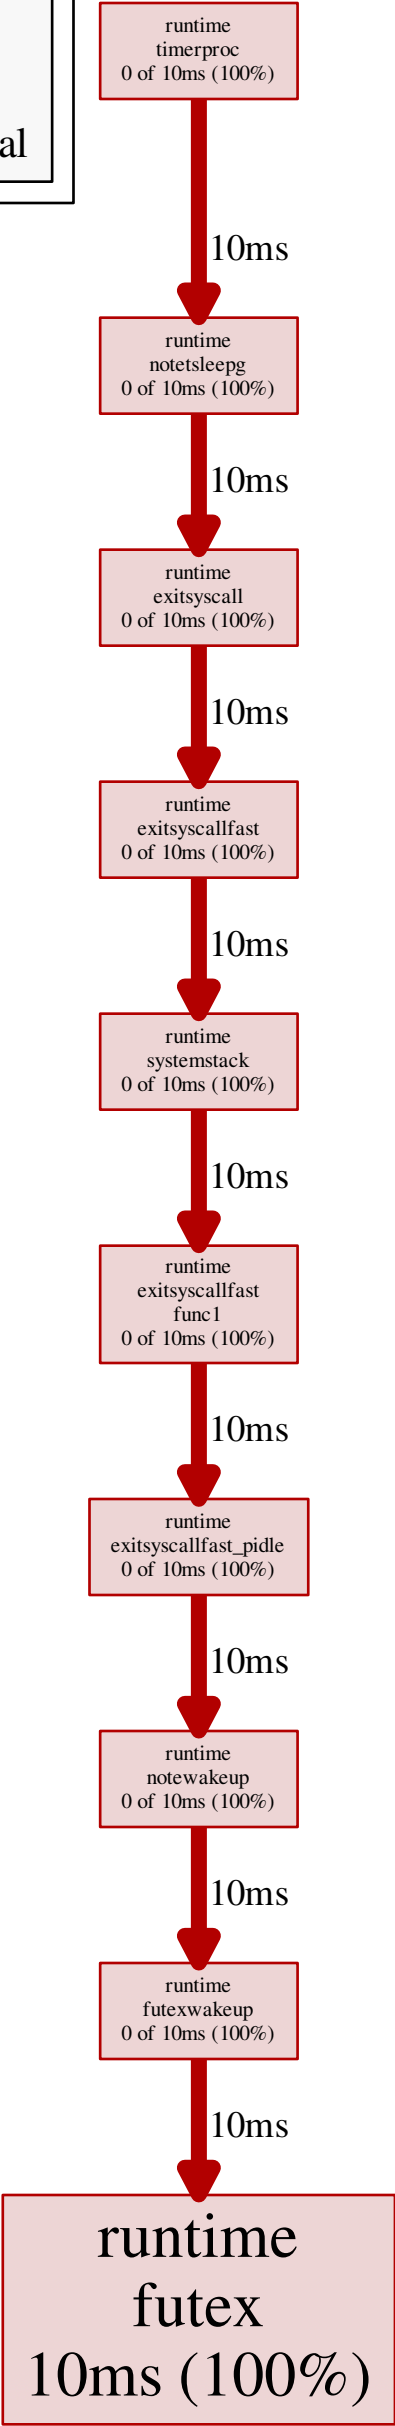 al
runtime
timerproc
0 of 10ms (100%)
10ms
runtime
notetsleepg
0 of 10ms (100%)
10ms
runtime
exitsyscall
0 of 10ms (100%)
10ms
runtime
exitsyscallfast
0 of 10ms (100%)
10ms
runtime
systemstack
0 of 10ms (100%)
10ms
runtime
exitsyscallfast
func1
0 of 10ms (100%)
10ms
runtime
exitsyscallfast_pidle
0 of 10ms (100%)
10ms
runtime
notewakeup
0 of 10ms (100%)
10ms
runtime
futexwakeup
0 of 10ms (100%)
10ms
runtime
futex
10ms (100%)